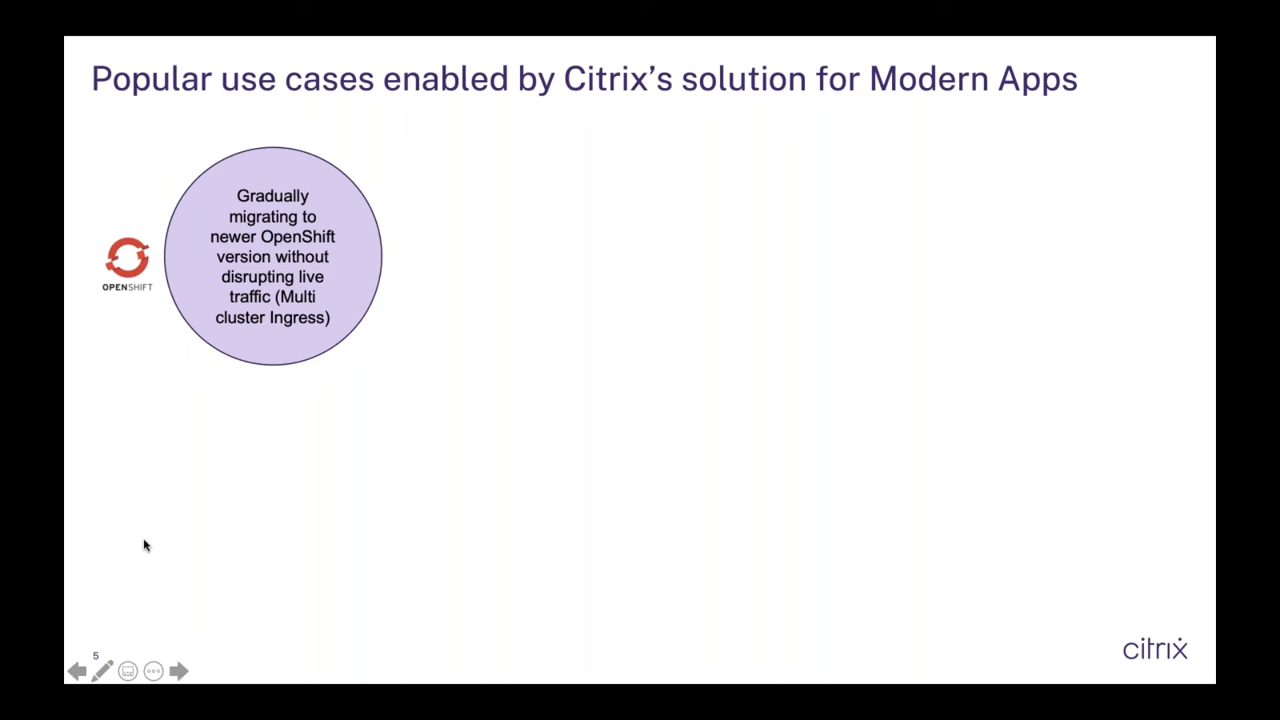 Popular use cases enabled by Citrix’s solution for Modern Apps
Gradually
migrating to
newer OpenShift
version without
disrupting live
traffic (Multi
cluster Ingress)
OPENSHIFT
5
citrix